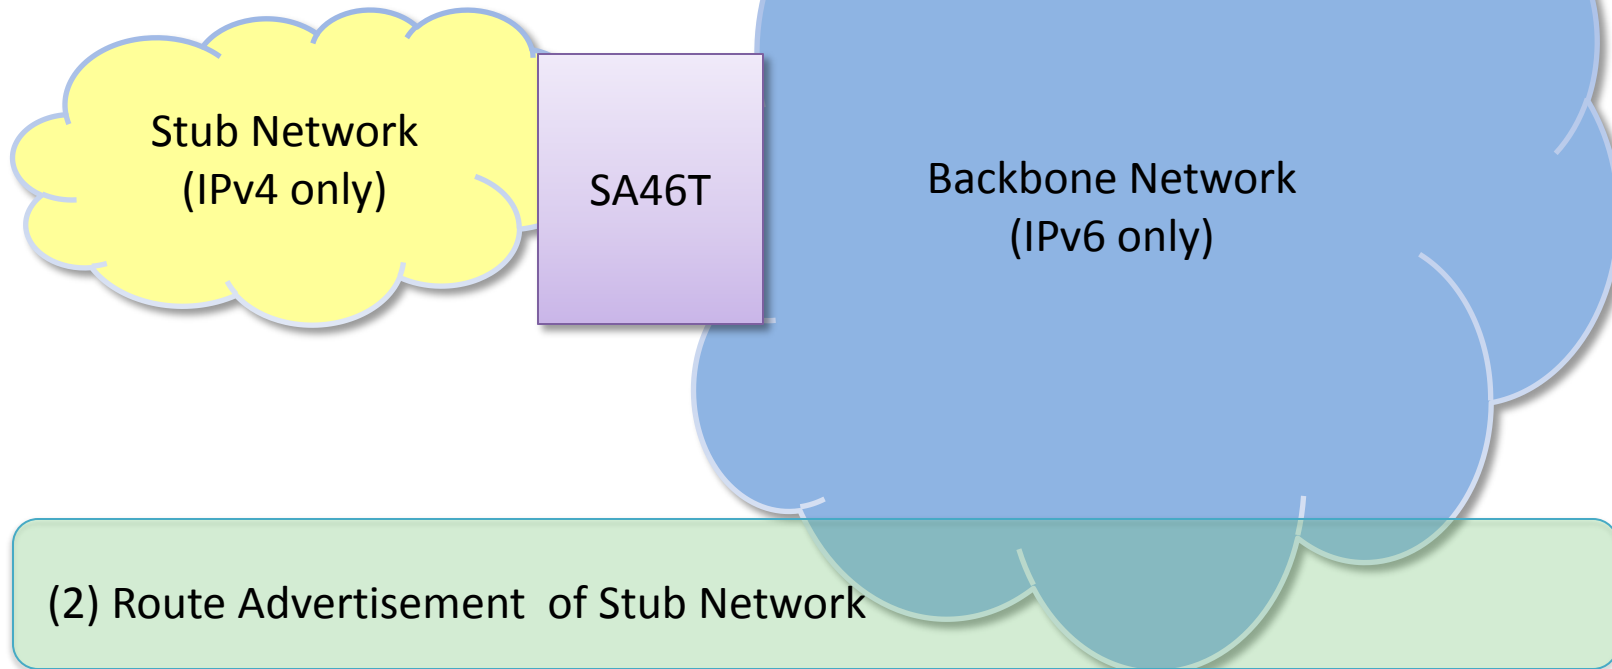 Stub Network
(IPv4 only)
SA46T
Backbone Network
(IPv6 only)
(2) Route Advertisement  of Stub Network